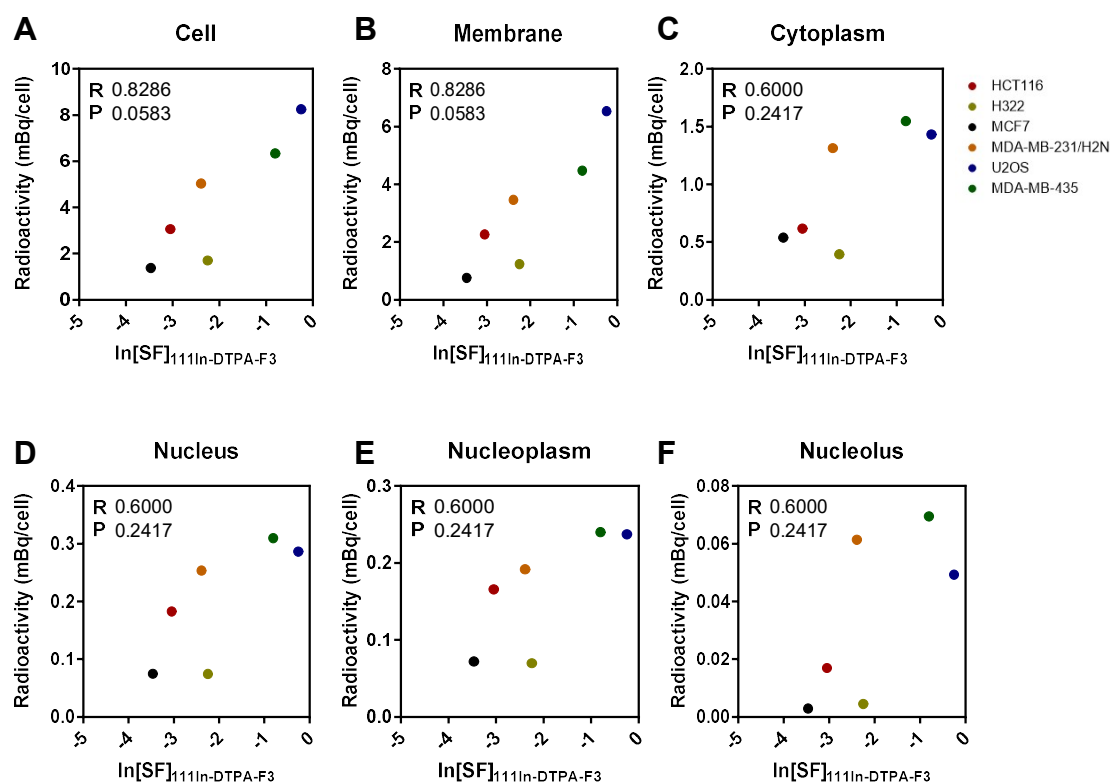 A Cell
R 0.8286
P 0.0583
Radioactivity (mBq/cell)
10
8
6
4
2
0
-5 -4 -3 -2 -1 0
ln[SF]111In-DTPA-F3
B Membrane
R 0.8286
P 0.0583
Radioactivity (mBq/cell)
8
6
4
2
0
-5 -4 -3 -2 -1 0
ln[SF]111In-DTPA-F3
C Cytoplasm
R 0.6000
P 0.2417
Radioactivity (mBq/cell)
2.0
1.5
1.0
0.5
0.0
-5 -4 -3 -2 -1 0
ln[SF]111In-DTPA-F3
HCT116
H322
MCF7
MDA-MB-231/H2N
U2OS
MDA-MB-435
D Nucleus
R 0.6000
P 0.2417
Radioactivity (mBq/cell)
0.4
0.3
0.2
0.1
0.0
-5 -4 -3 -2 -1 0
ln[SF]111In-DTPA-F3
E Nucleoplasm
R 0.6000
P 0.2417
Radioactivity (mBq/cell)
0.3
0.2
0.1
0.0
-5 -4 -3 -2 -1 0
ln[SF]111In-DTPA-F3
F Nucleolus
R 0.6000
P 0.2417
Radioactivity (mBq/cell)
0.08
0.06
0.04
0.02
0.00
-5 -4 -3 -2 -1 0
ln[SF]111In-DTPA-F3